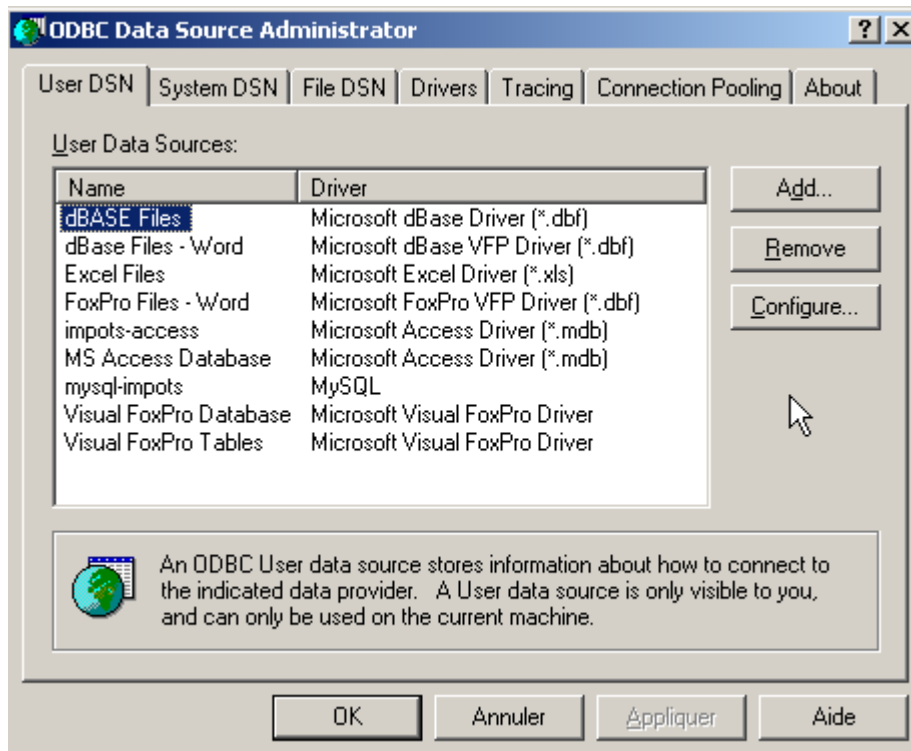 ODBC Data Source Administrator
User DSN System DSN File DSN Drivers Tracing Connection Pooling About
User Data Sources:
Name Driver
dBASE Files Microsoft dBase Driver (*.dbf)
dBase Files - Word Microsoft dBase VFP Driver (*.dbf)
Excel Files Microsoft Excel Driver (*.xls)
FoxPro Files - Word Microsoft FoxPro VFP Driver (*.dbf)
impots-access Microsoft Access Driver (*.mdb)
MS Access Database Microsoft Access Driver (*.mdb)
mysql-impots MySQL
Visual FoxPro Database Microsoft Visual FoxPro Driver
Visual FoxPro Tables Microsoft Visual FoxPro Driver
Add...
Remove
Configure...
An ODBC User data source stores information about how to connect to
the indicated data provider. A User data source is only visible to you,
and can only be used on the current machine.
OK Annuler Appliquer Aide